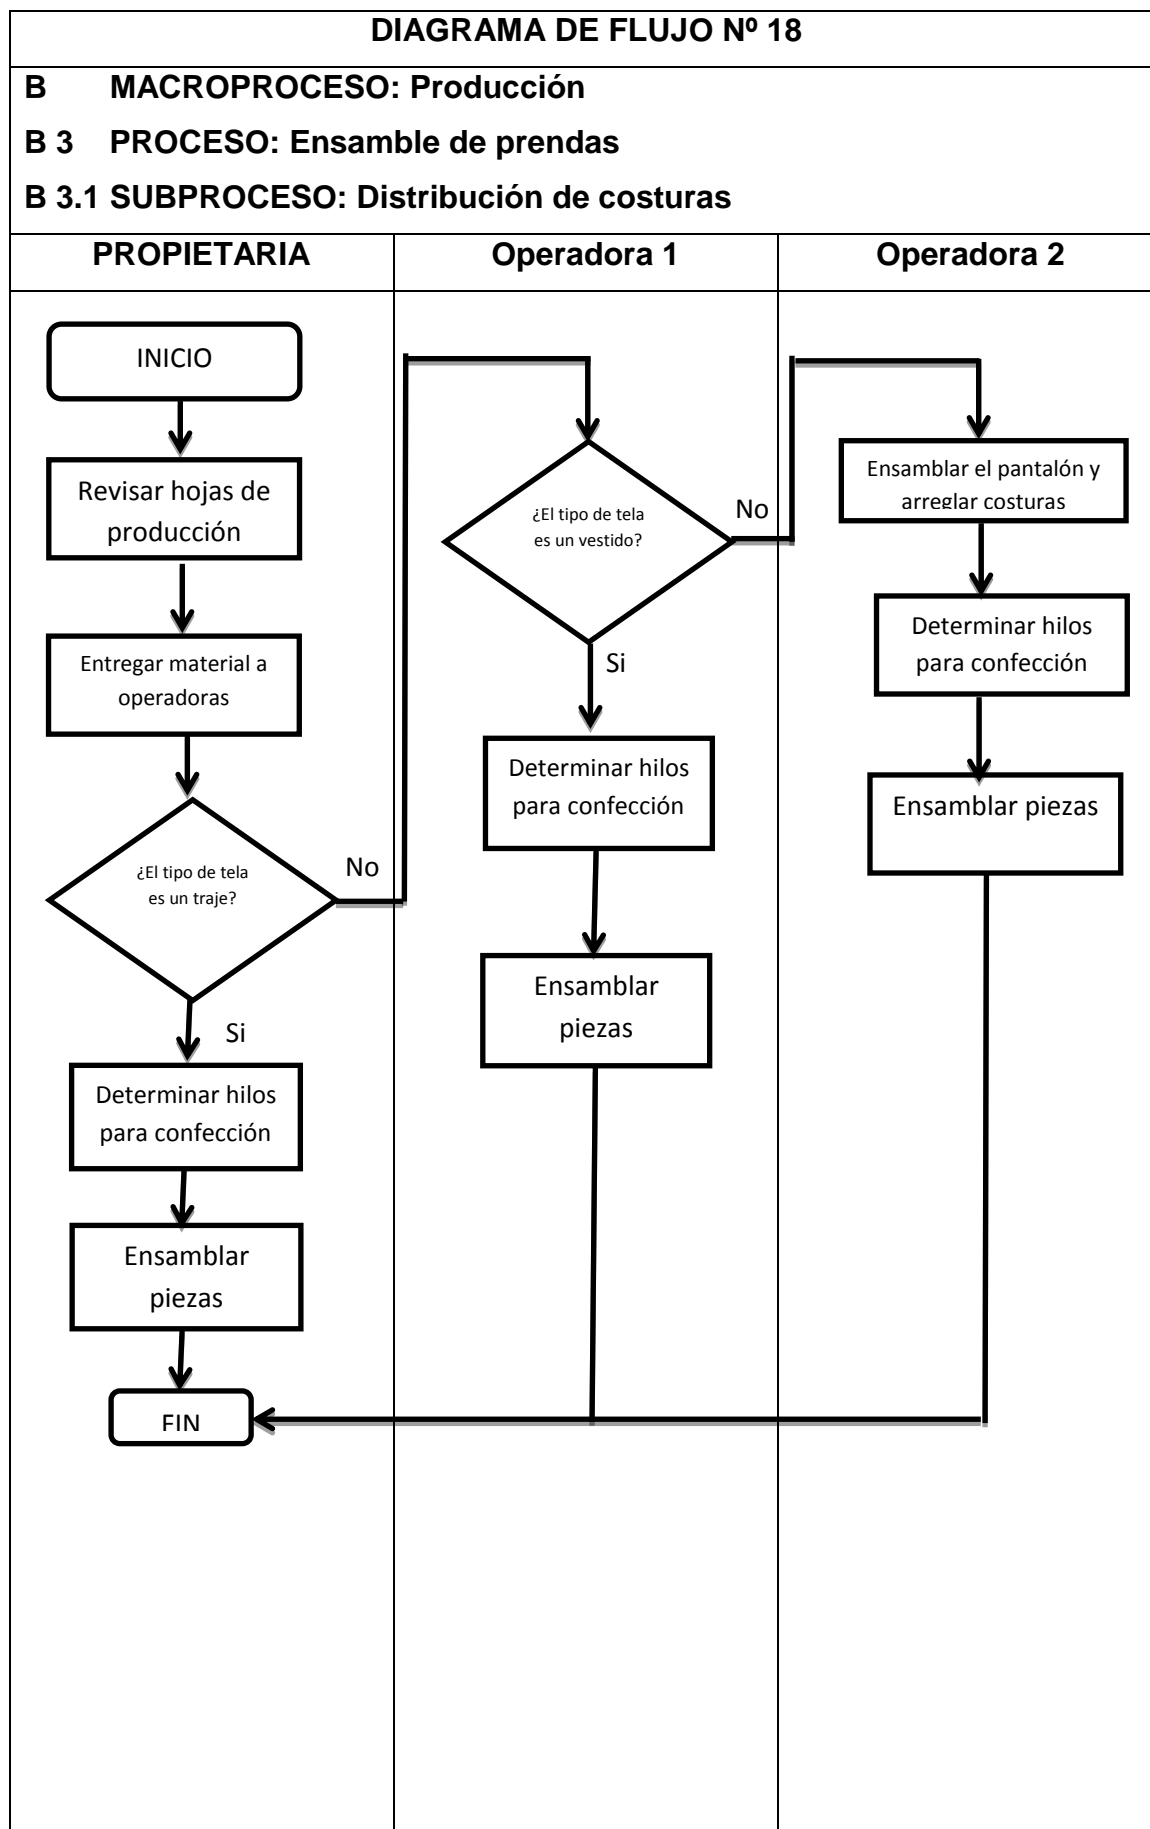 DIAGRAMA DE FLUJO Nº 18
B MACROPROCESO: Producción
B 3 PROCESO: Ensamble de prendas
B 3.1 SUBPROCESO: Distribución de costuras
PROPIETARIA
Operadora 1
Operadora 2
INICIO
Revisar hojas de
producción
Entregar material a
operadoras
¿El tipo de tela
es un traje?
No
Si
Determinar hilos
para confección
Ensamblar
piezas
FIN
¿El tipo de tela
es un vestido?
No
Si
Determinar hilos
para confección
Ensamblar
piezas
Ensamblar el pantalón y
arreglar costuras
Determinar hilos
para confección
Ensamblar piezas